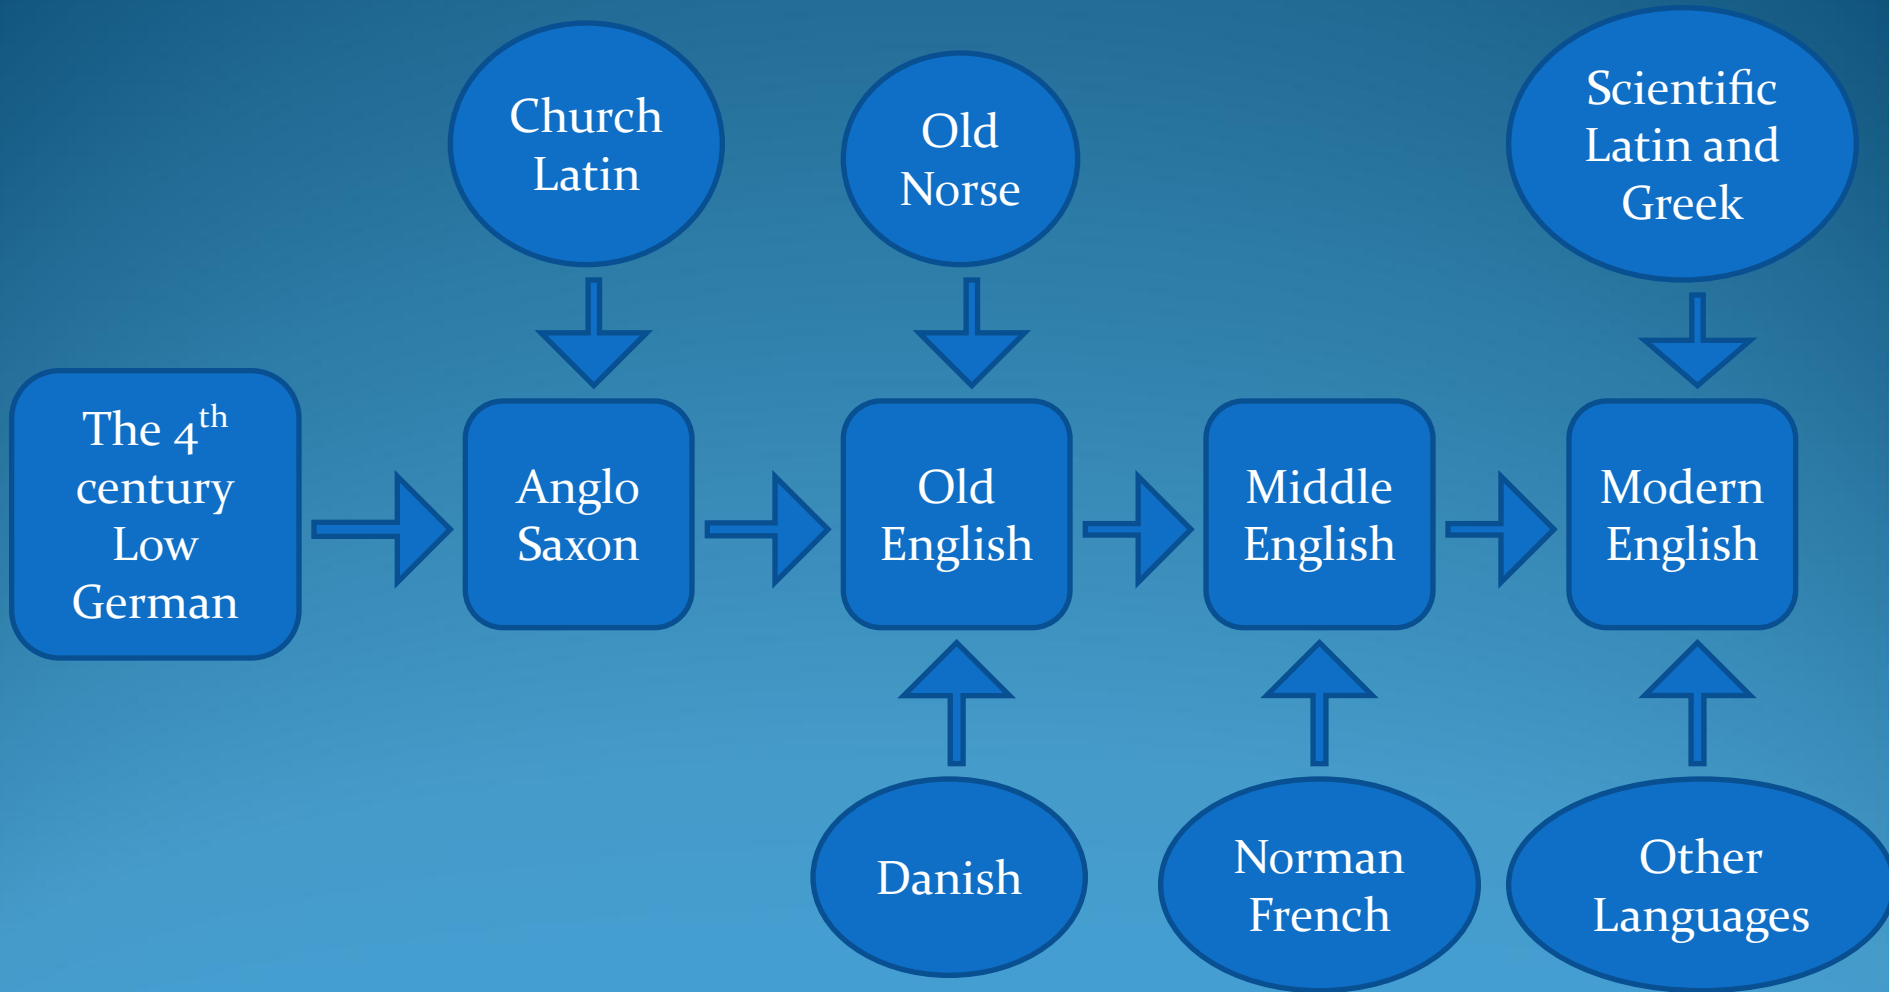 Church
Latin
Old
Norse
Scientific
Latin and
Greek
The 4th
century
Low
German
Anglo
Saxon
Old
English
Middle
English
Modern
English
Danish
Norman
French
Other
Languages